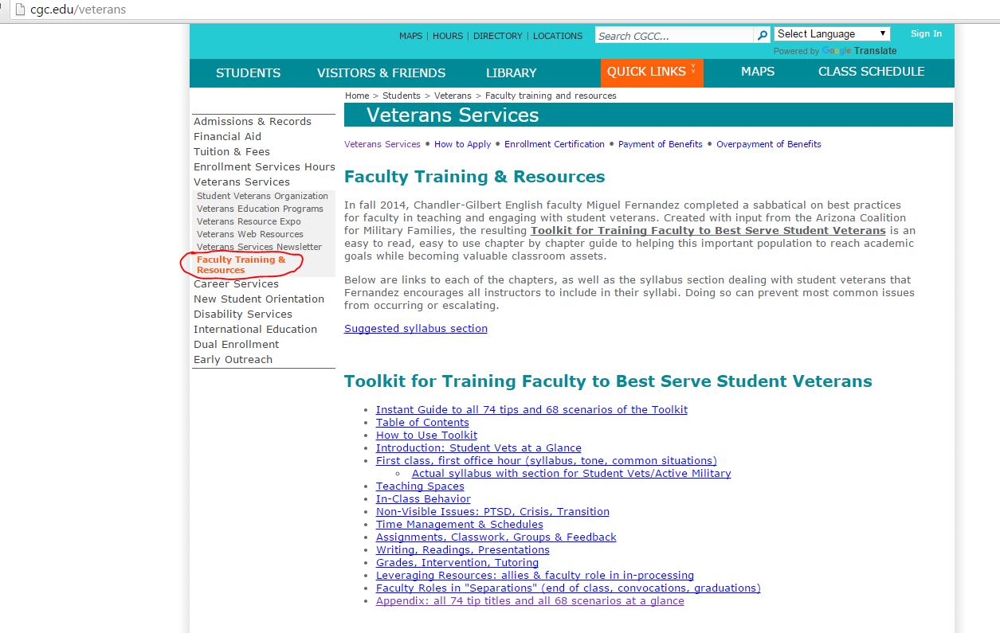 cgc.edu/veterans
MAPS | HOURS | DIRECTORY | LOCATIONS
Search CGCC...
Select Language ▼
Sign In
Powered by Google Translate
STUDENTS
VISITORS & FRIENDS
LIBRARY
QUICK LINKS
MAPS
CLASS SCHEDULE
Home > Students > Veterans > Faculty training and resources
Admissions & Records
Financial Aid
Tuition & Fees
Enrollment Services Hours
Veterans Services
Student Veterans Organization
Veterans Education Programs
Veterans Resource Expo
Veterans Web Resources
Veterans Services Newsletter
Faculty Training &
Resources
Career Services
New Student Orientation
Disability Services
International Education
Dual Enrollment
Early Outreach
Veterans Services
Veterans Services • How to Apply • Enrollment Certification • Payment of Benefits • Overpayment of Benefits
Faculty Training & Resources
In fall 2014, Chandler-Gilbert English faculty Miguel Fernandez completed a sabbatical on best practices
for faculty in teaching and engaging with student veterans. Created with input from the Arizona Coalition
for Military Families, the resulting Toolkit for Training Faculty to Best Serve Student Veterans is an
easy to read, easy to use chapter by chapter guide to helping this important population to reach academic
goals while becoming valuable classroom assets.
Below are links to each of the chapters, as well as the syllabus section dealing with student veterans that
Fernandez encourages all instructors to include in their syllabi. Doing so can prevent most common issues
from occurring or escalating.
Suggested syllabus section
Toolkit for Training Faculty to Best Serve Student Veterans
• Instant Guide to all 74 tips and 68 scenarios of the Toolkit
• Table of Contents
• How to Use Toolkit
• Introduction: Student Vets at a Glance
• First class, first office hour (syllabus, tone, common situations)
◦ Actual syllabus with section for Student Vets/Active Military
• Teaching Spaces
• In-Class Behavior
• Non-Visible Issues: PTSD, Crisis, Transition
• Time Management & Schedules
• Assignments, Classwork, Groups & Feedback
• Writing, Readings, Presentations
• Grades, Intervention, Tutoring
• Leveraging Resources: allies & faculty role in in-processing
• Faculty Roles in "Separations" (end of class, convocations, graduations)
• Appendix: all 74 tip titles and all 68 scenarios at a glance